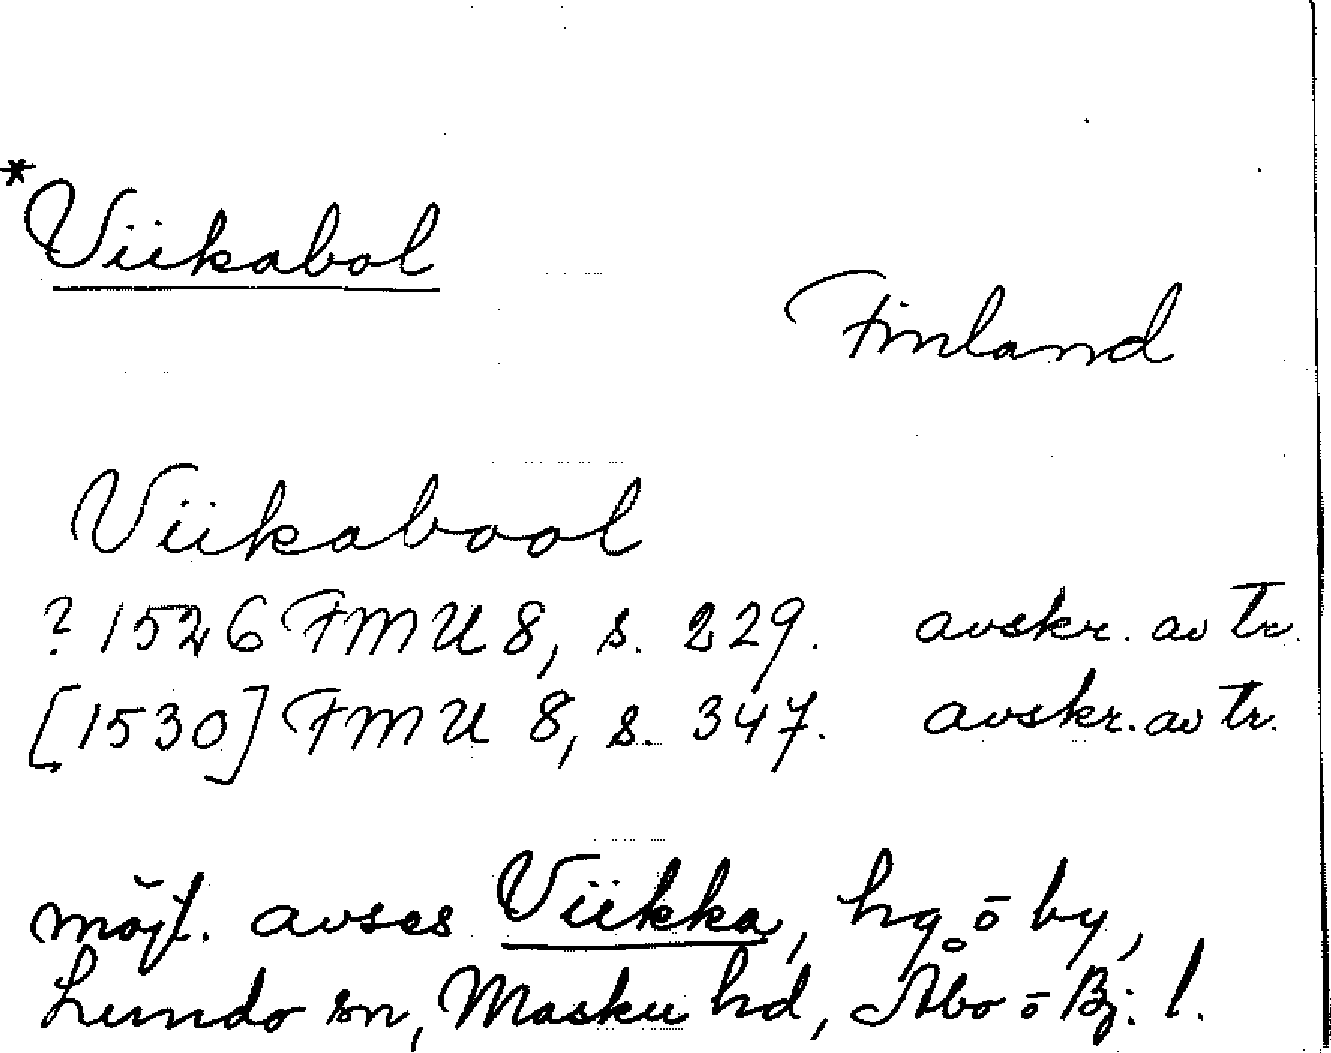 *Viikabol
Finland
Viikabool
? 1526 FMU 8, s. 229. avskr. av Tr.
[1530] FMU 8, s. 347. avskr. av Tr.
möjl. avses Viikka, hg ō by,
Lundo sn, Masku hd, Åbo ō Bj. l.